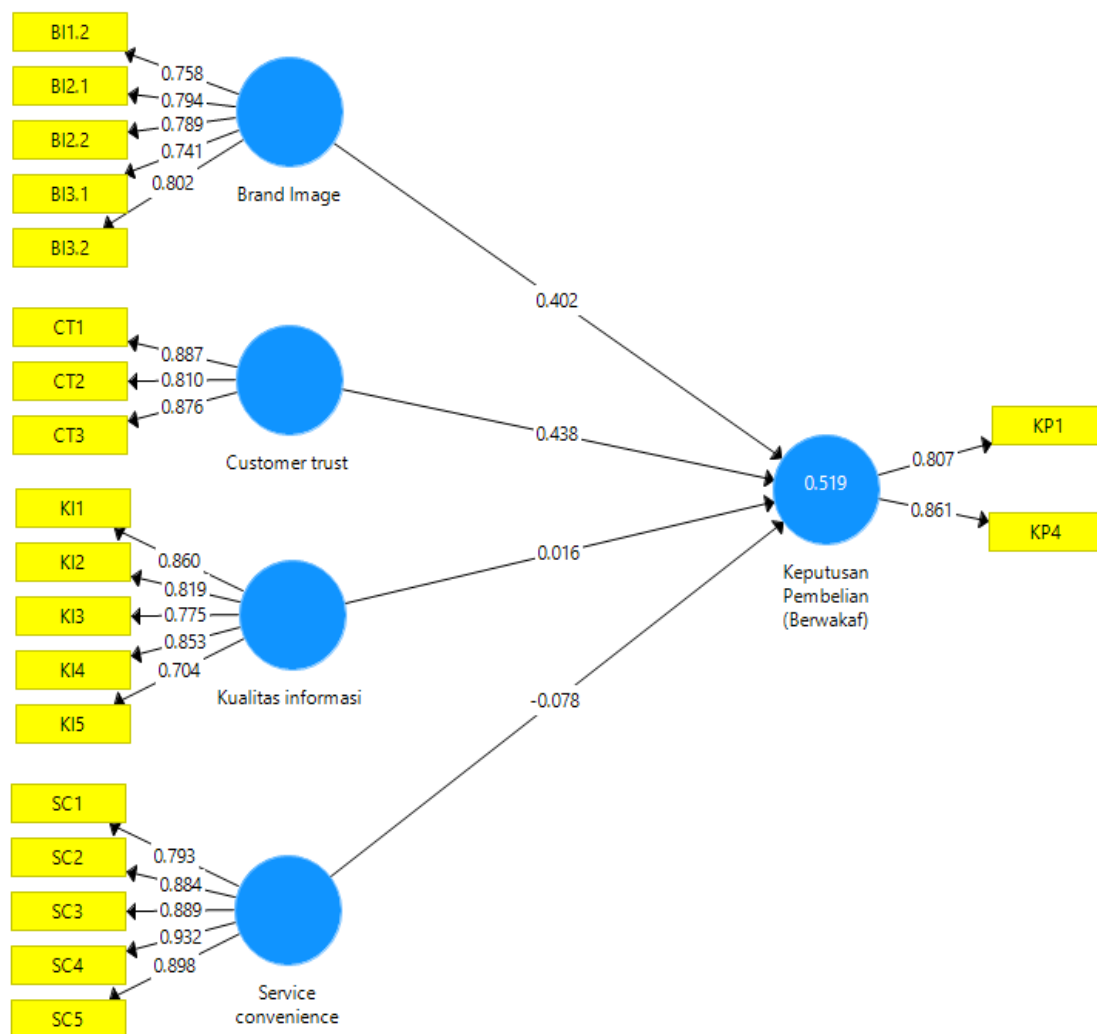 BI1.2
0.758
BI2.1
0.794
BI2.2
0.789
BI3.1
0.741
BI3.2
0.802
Brand Image
0.402
CT1
0.887
CT2
0.810
CT3
0.876
Customer trust
0.438
KI1
0.860
KI2
0.819
KI3
0.775
KI4
0.853
KI5
0.704
Kualitas informasi
0.016
SC1
0.793
SC2
0.884
SC3
0.889
SC4
0.932
SC5
0.898
Service
convenience
-0.078
0.519
Keputusan
Pembelian
(Berwakaf)
0.807
KP1
0.861
KP4